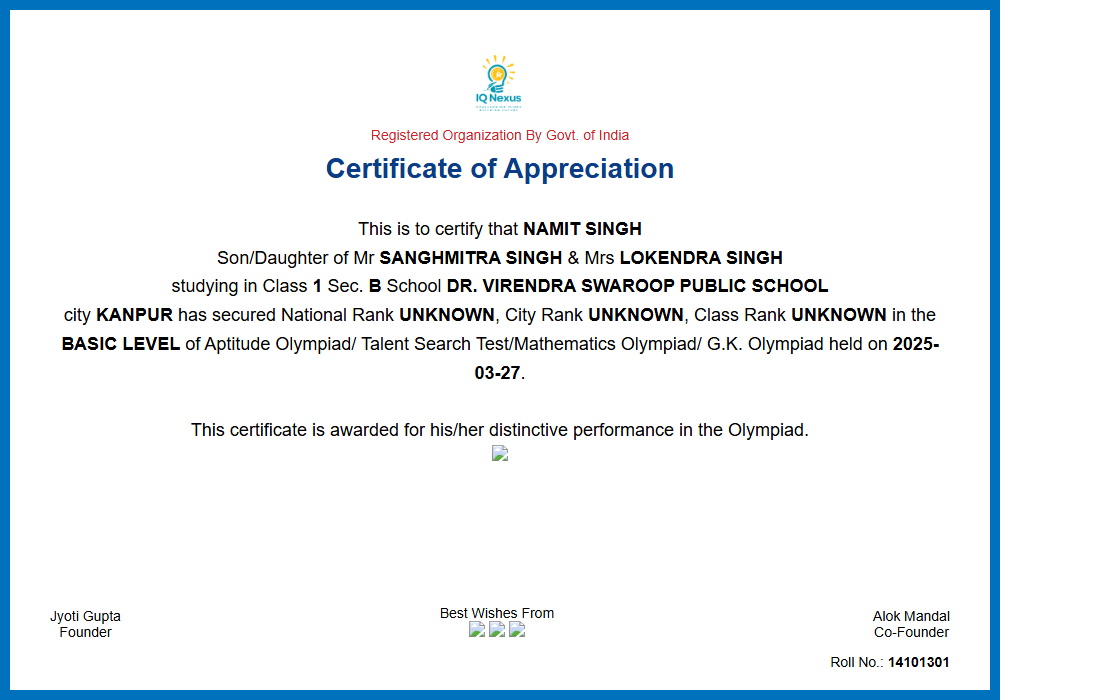 IQ Nexus
Registered Organization By Govt. of India
Certificate of Appreciation
This is to certify that NAMIT SINGH
Son/Daughter of Mr SANGHMITRA SINGH & Mrs LOKENDRA SINGH
studying in Class 1 Sec. B School DR. VIRENDRA SWAROOP PUBLIC SCHOOL
city KANPUR has secured National Rank UNKNOWN, City Rank UNKNOWN, Class Rank UNKNOWN in the
BASIC LEVEL of Aptitude Olympiad/ Talent Search Test/Mathematics Olympiad/ G.K. Olympiad held on 2025-
03-27.
This certificate is awarded for his/her distinctive performance in the Olympiad.
Jyoti Gupta
Founder
Best Wishes From
Alok Mandal
Co-Founder
Roll No.: 14101301